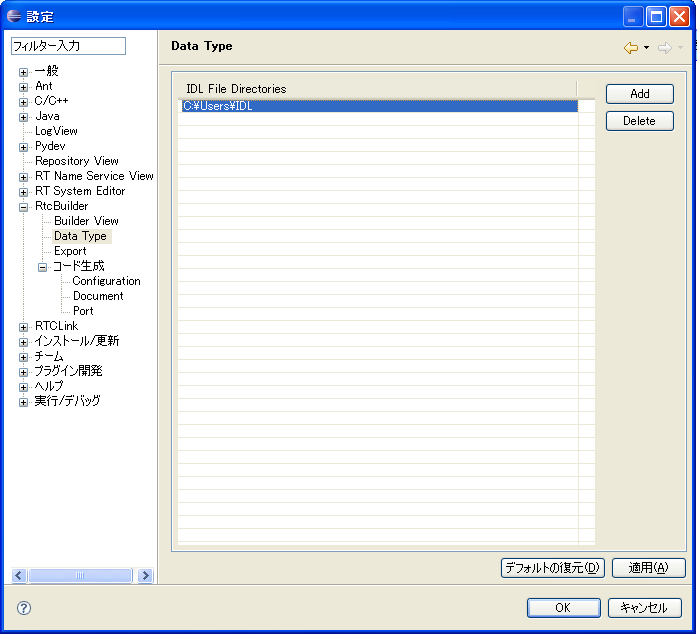 設定
フィルター入力
Data Type
一般
Ant
C/C++
Java
LogView
Pydev
Repository View
RT Name Service View
RT System Editor
RtcBuilder
Builder View
Data Type
Export
コード生成
Configuration
Document
Port
RTCLink
インストール/更新
チーム
プラグイン開発
ヘルプ
実行/デバッグ
IDL File Directories
C:¥Users¥IDL
Add
Delete
デフォルトの復元(D)
適用(A)
?
OK
キャンセル